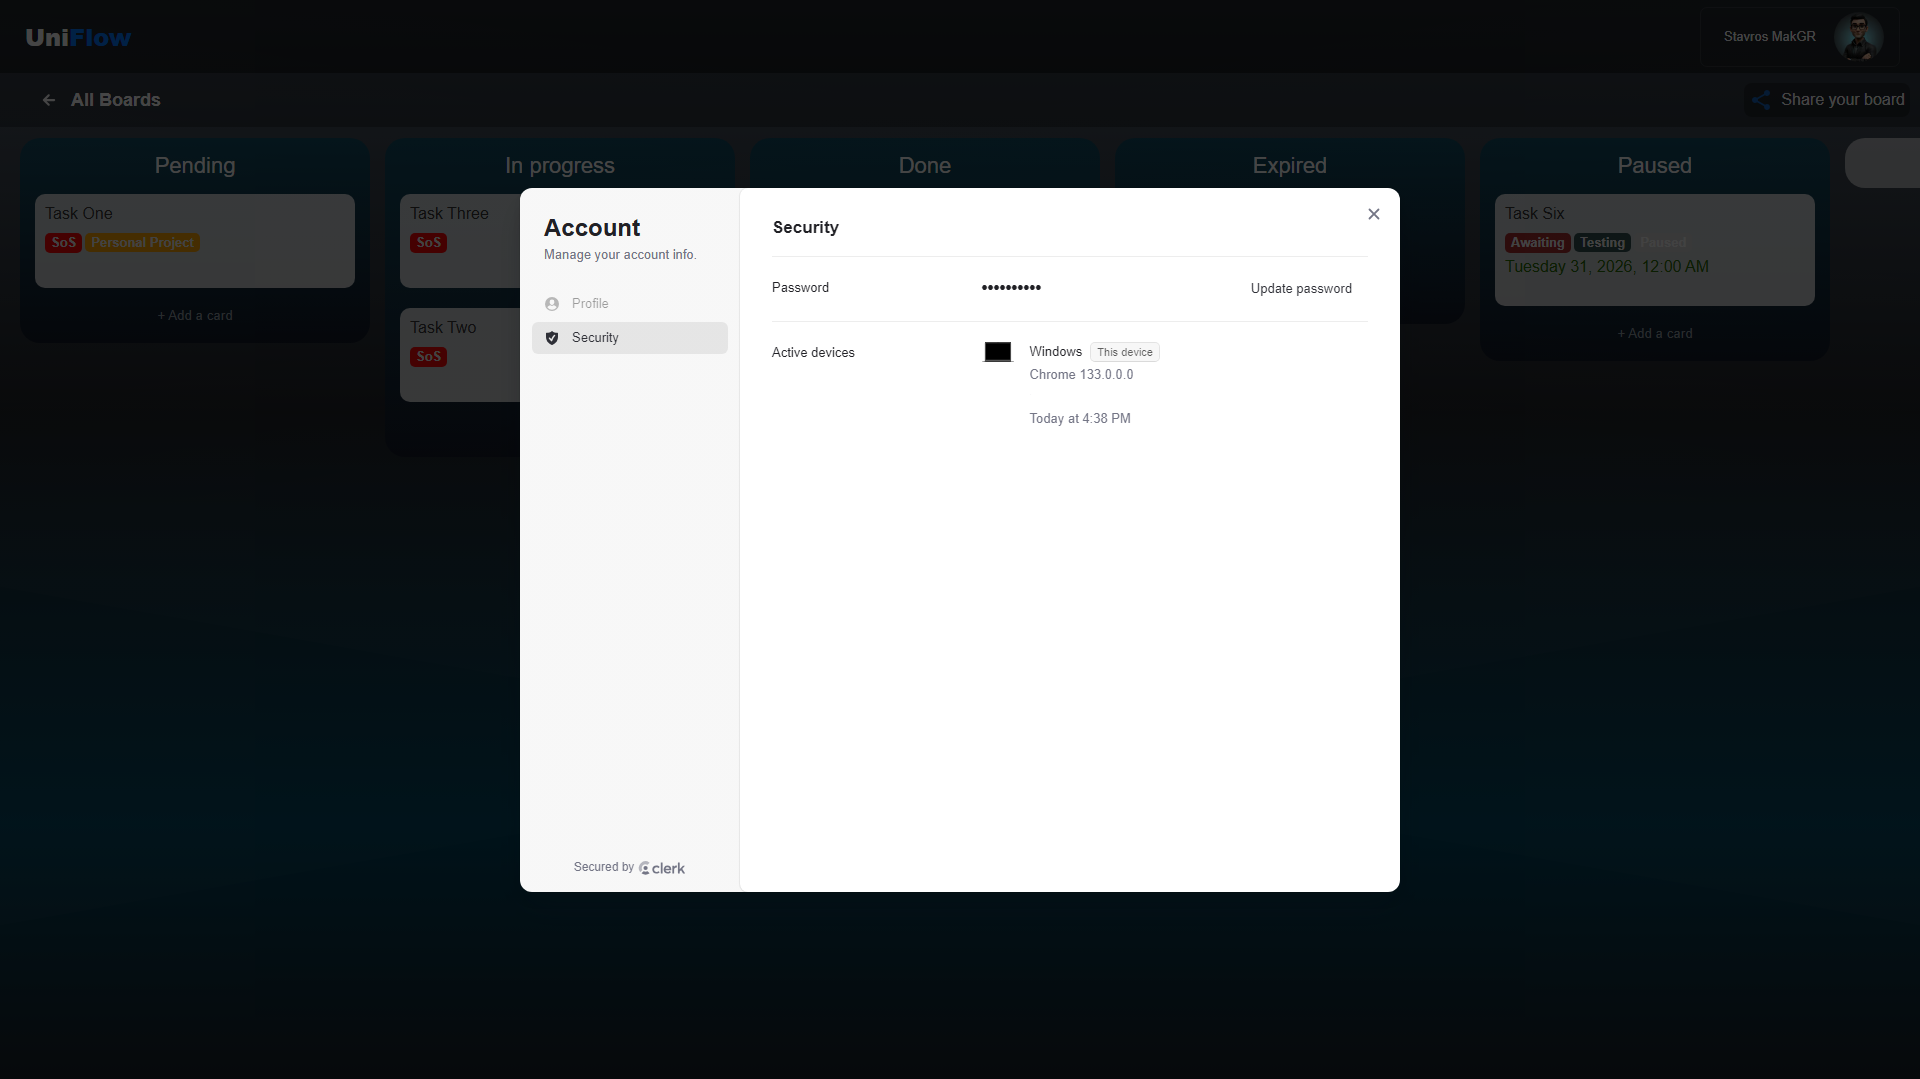 UniFlow
Stavros MakGR
All Boards
Share your board
Pending
Task One
SoS Personal Project
+ Add a card
In progress
Task Three
SoS
Task Two
SoS
Done
Expired
Paused
Task Six
Awaiting Testing Paused
Tuesday 31, 2026, 12:00 AM
+ Add a card
Account
Manage your account info.
Profile
Security
Secured by clerk
Security
Password
••••••••••
Update password
Active devices
Windows This device
Chrome 133.0.0.0
Today at 4:38 PM